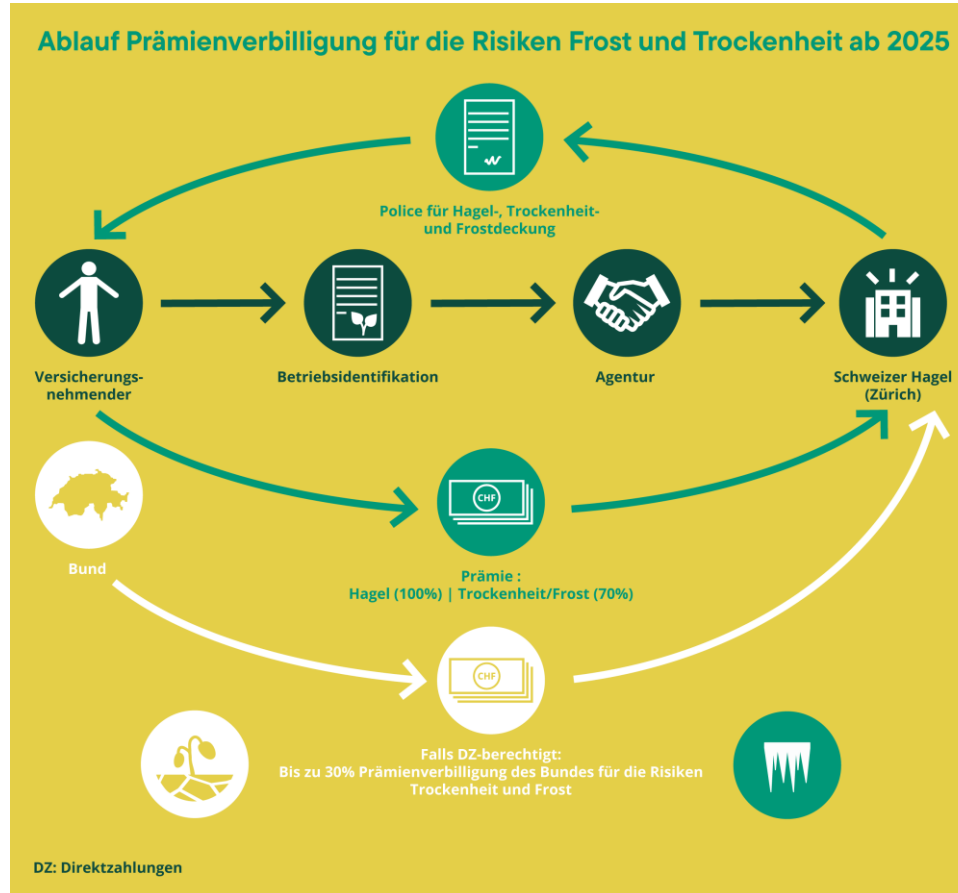 Ablauf Prämienverbilligung für die Risiken Frost und Trockenheit ab 2025
Police für Hagel-, Trockenheit-
und Frostdeckung
Versicherungs-
nehmender
Betriebsidentifikation
Agentur
Schweizer Hagel
(Zürich)
Bund
CHF
Prämie :
Hagel (100%) | Trockenheit/Frost (70%)
CHF
Falls DZ-berechtigt:
Bis zu 30% Prämienverbilligung des Bundes für die Risiken
Trockenheit und Frost
DZ: Direktzahlungen